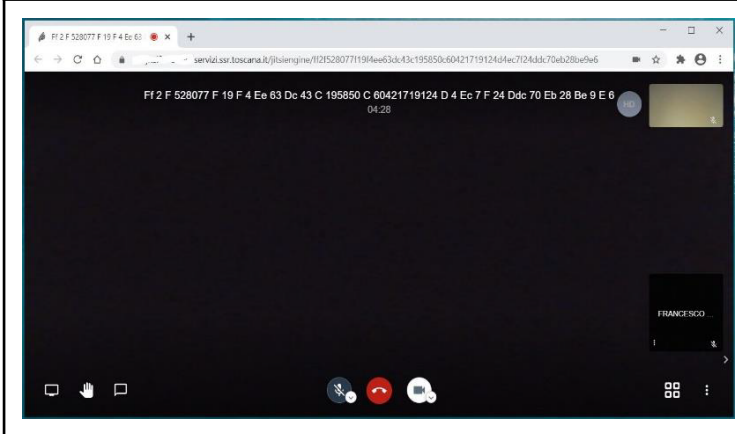 Ff 2 F 528077 F 19 F 4 Ee 63
servizi.ssr.toscana.it/jitsiengine/ff2f528077f19f4ee63dc43c195850c60421719124d4ec7f24ddc70eb28be9e6
Ff 2 F 528077 F 19 F 4 Ee 63 Dc 43 C 195850 C 60421719124 D 4 Ec 7 F 24 Ddc 70 Eb 28 Be 9 E 6
HD
04:28
FRANCESCO ...